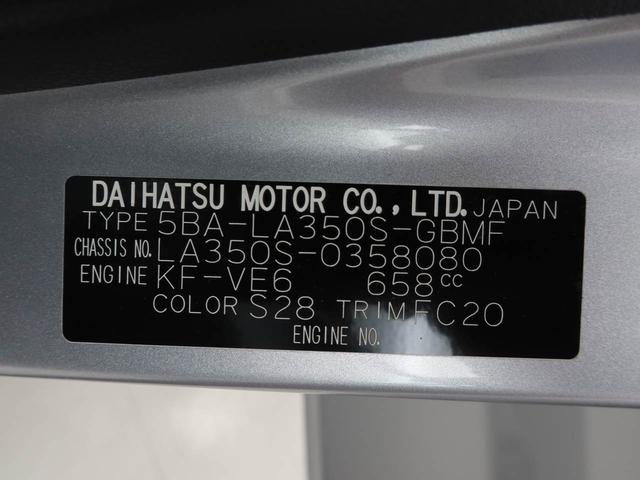 DAIHATSU MOTOR CO., LTD. JAPAN
TYPE 5BA-LA350S-GBMF
CHASSIS NO. LA350S-0358080
ENGINE KF-VE6 658cc
COLOR S28 TRIM FC20
ENGINE NO.